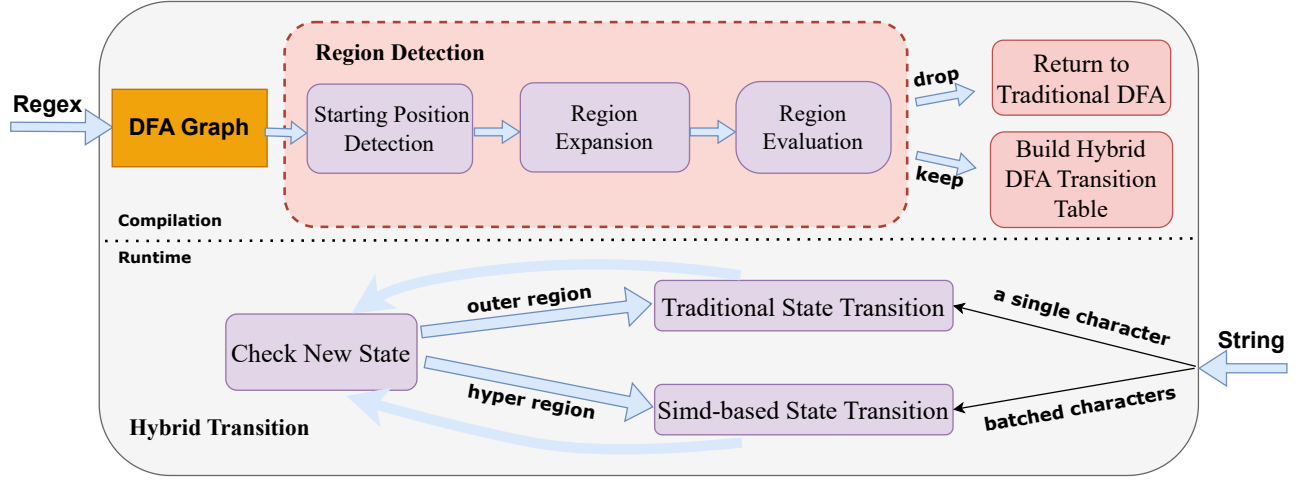 Regex
DFA Graph
Region Detection
Starting Position
Detection
Region
Expansion
Region
Evaluation
drop
keep
Return to
Traditional DFA
Build Hybrid
DFA Transition
Table
Compilation
Runtime
Check New State
outer region
hyper region
Traditional State Transition
Simd-based State Transition
a single character
batched characters
String
Hybrid Transition